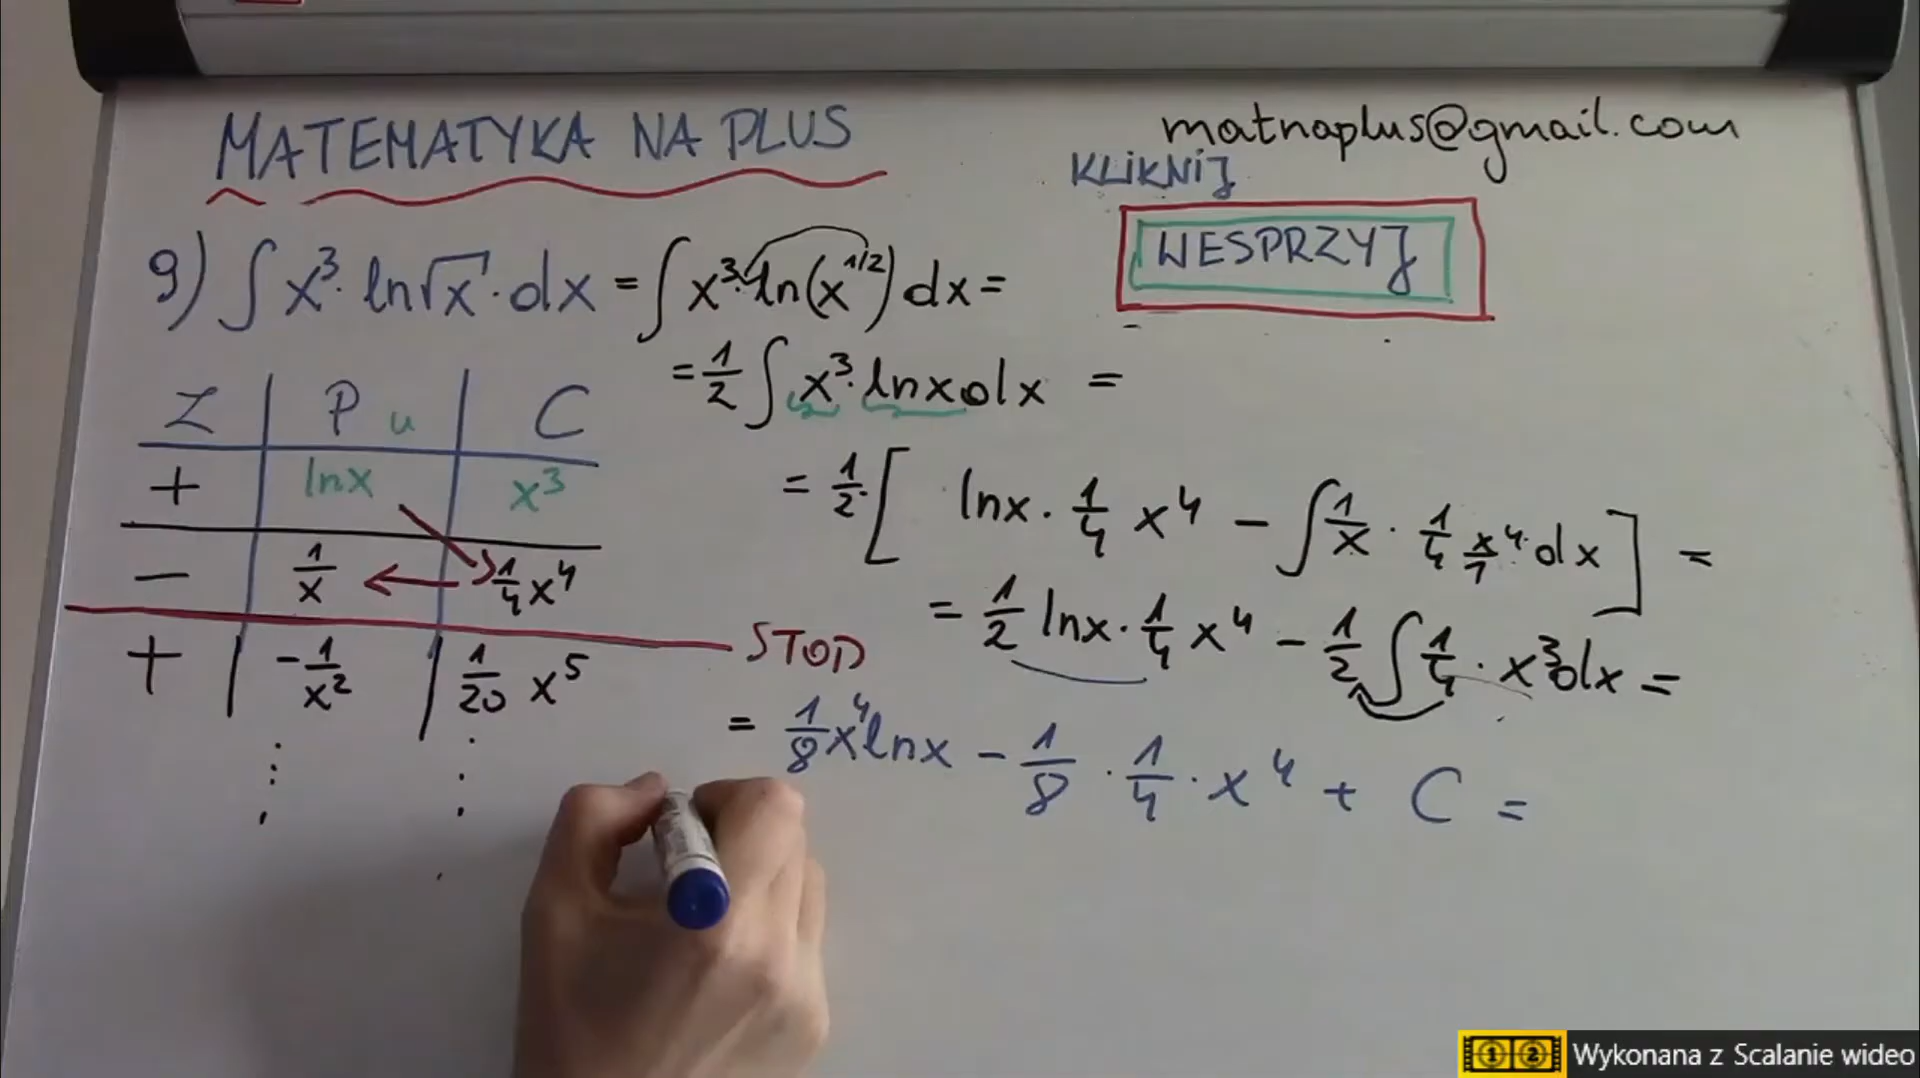 MATEMATYKA NA PLUS
matnaplus@gmail.com
KLIKNIJ
WESPRZYJ
9) ∫ x³ · ln√x · dx = ∫ x³ · ln(x^1/2) dx =
= 1/2 ∫ x³ · lnx dx =
Z | P u | C
+ | lnx | x³
− | 1/x | 1/4 x⁴
STOP
+ | -1/x² | 1/20 x⁵
= 1/2 · [ lnx · 1/4 x⁴ − ∫ 1/x · 1/4 x⁴/1 dx ] =
= 1/2 lnx · 1/4 x⁴ − 1/2 ∫ 1/4 · x³ dx =
= 1/8 x⁴ lnx − 1/8 · 1/4 · x⁴ + C =
Wykonana z Scalanie wideo